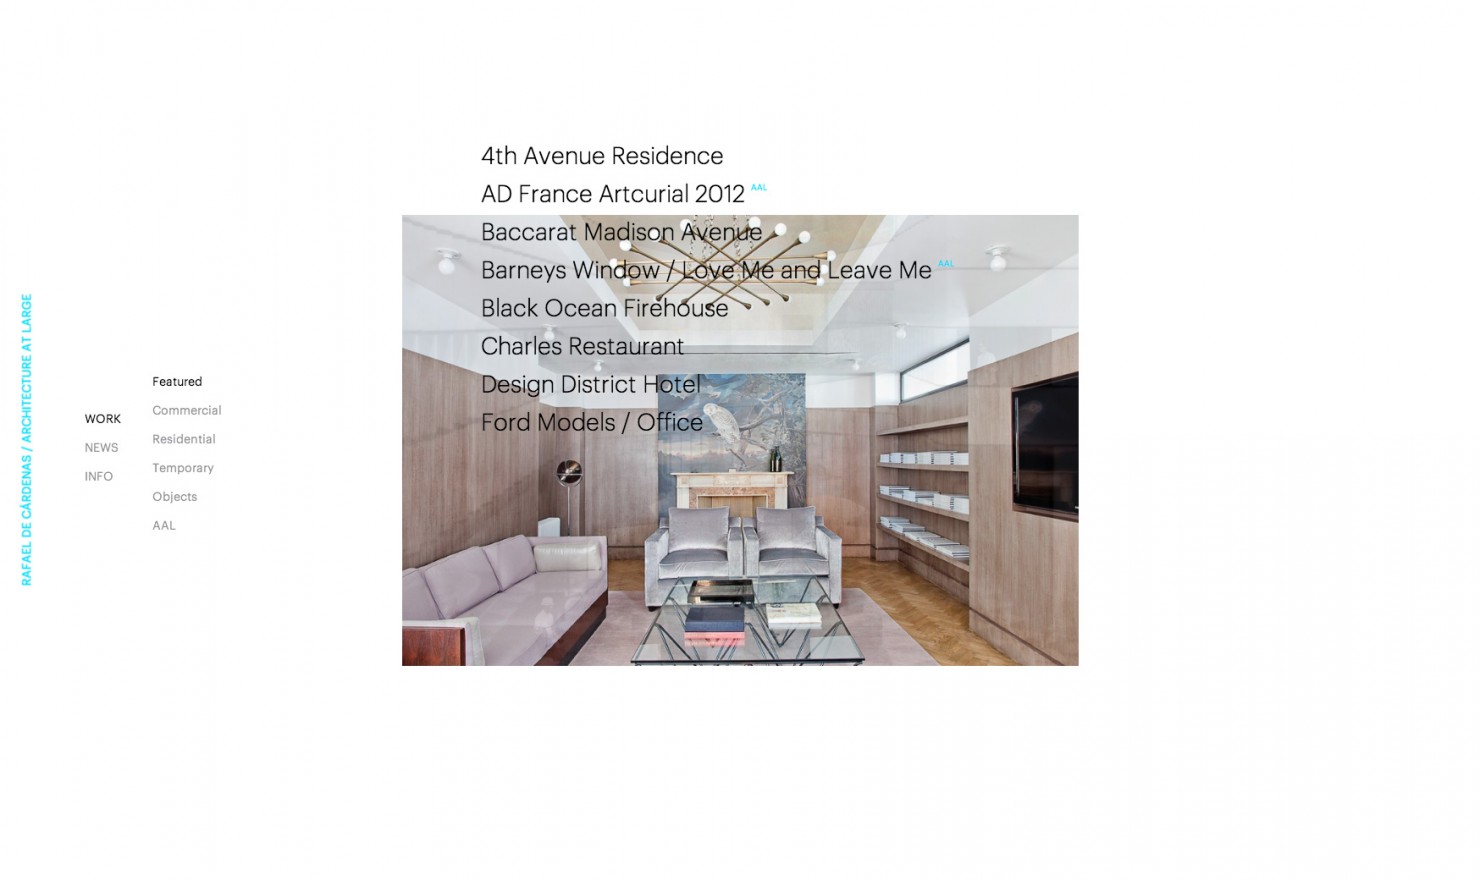 RAFAEL DE CÁRDENAS / ARCHITECTURE AT LARGE
WORK
NEWS
INFO
Featured
Commercial
Residential
Temporary
Objects
AAL
4th Avenue Residence
AD France Artcurial 2012 AAL
Baccarat Madison Avenue
Barneys Window / Love Me and Leave Me AAL
Black Ocean Firehouse
Charles Restaurant
Design District Hotel
Ford Models / Office